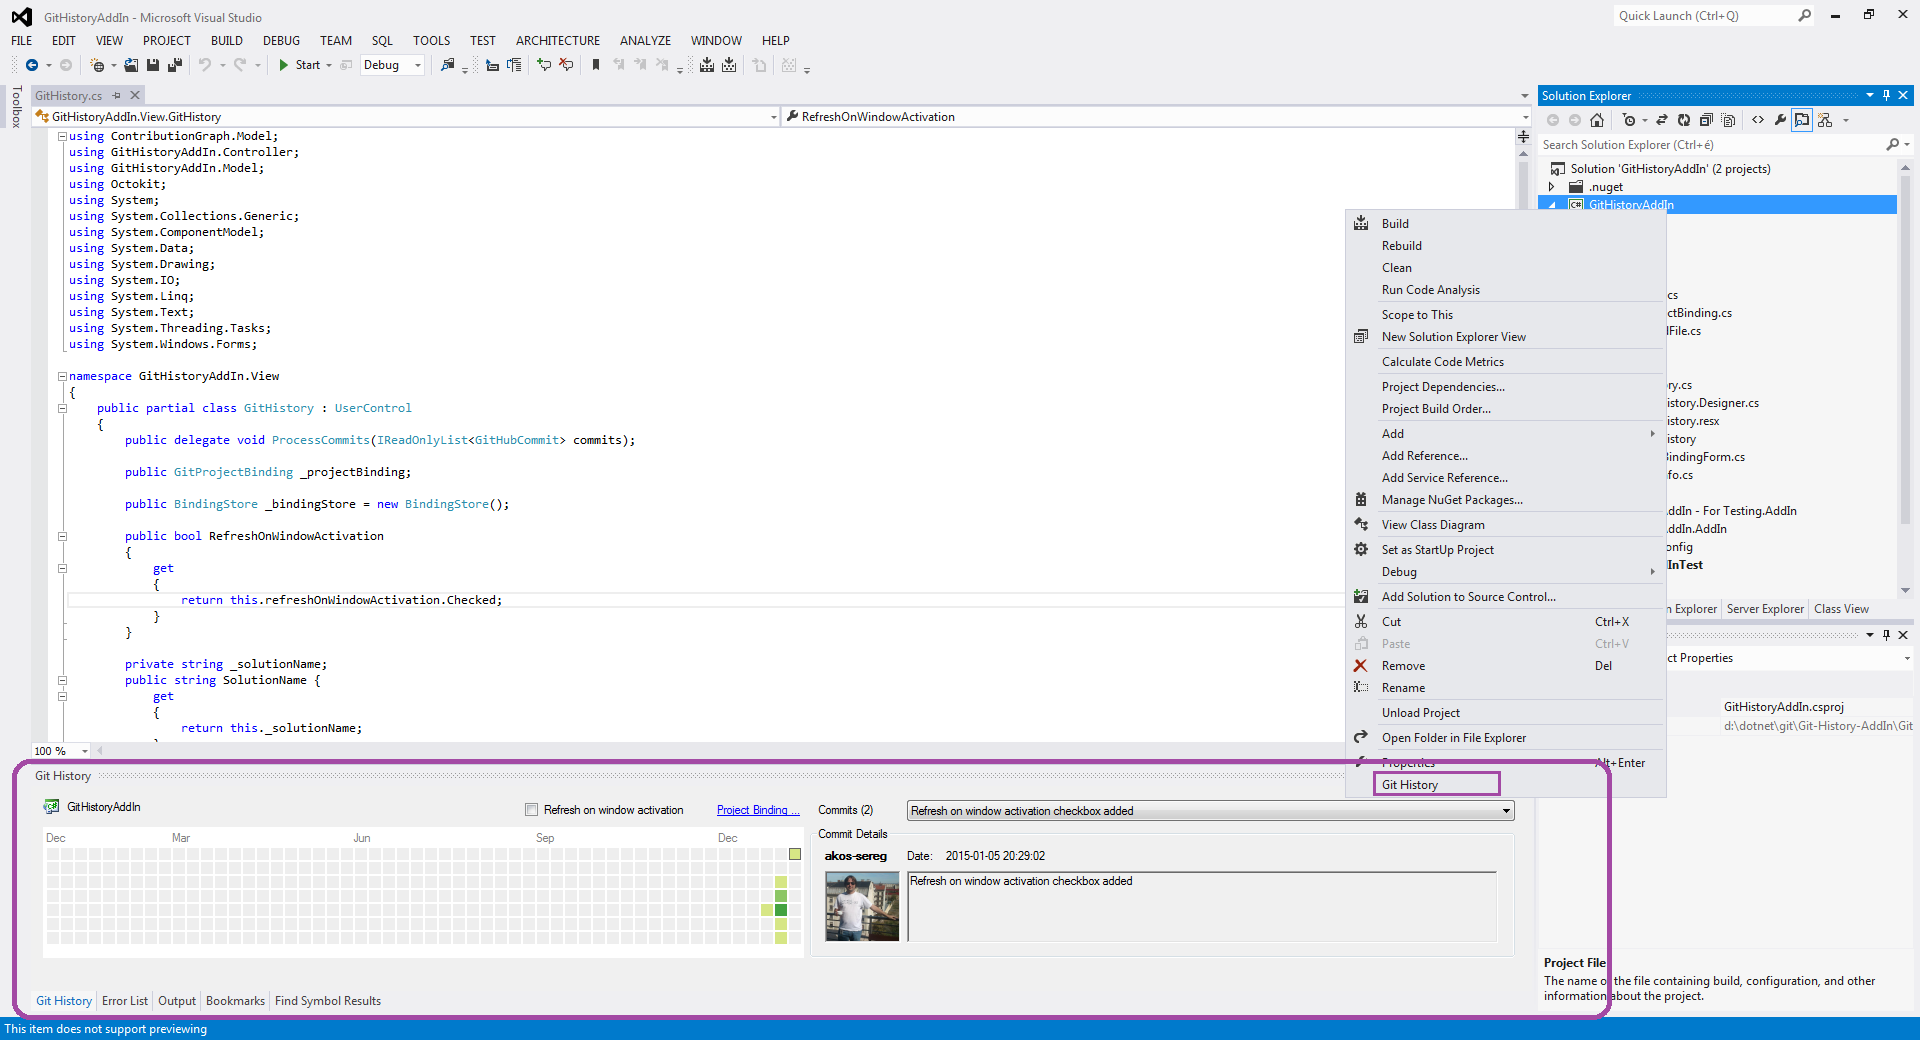 GitHistoryAddIn - Microsoft Visual Studio
Quick Launch (Ctrl+Q)
FILE EDIT VIEW PROJECT BUILD DEBUG TEAM SQL TOOLS TEST ARCHITECTURE ANALYZE WINDOW HELP
Start Debug
Toolbox
GitHistory.cs
GitHistoryAddIn.View.GitHistory
RefreshOnWindowActivation
using ContributionGraph.Model;
using GitHistoryAddIn.Controller;
using GitHistoryAddIn.Model;
using Octokit;
using System;
using System.Collections.Generic;
using System.ComponentModel;
using System.Data;
using System.Drawing;
using System.IO;
using System.Linq;
using System.Text;
using System.Threading.Tasks;
using System.Windows.Forms;
namespace GitHistoryAddIn.View
{
public partial class GitHistory : UserControl
{
public delegate void ProcessCommits(IReadOnlyList<GitHubCommit> commits);
public GitProjectBinding _projectBinding;
public BindingStore _bindingStore = new BindingStore();
public bool RefreshOnWindowActivation
{
get
{
return this.refreshOnWindowActivation.Checked;
}
}
private string _solutionName;
public string SolutionName {
get
{
return this._solutionName;
100 %
Solution Explorer
Search Solution Explorer (Ctrl+é)
Solution 'GitHistoryAddIn' (2 projects)
.nuget
C# GitHistoryAddIn
cs
ctBinding.cs
lFile.cs
ry.cs
istory.Designer.cs
istory.resx
istory
BindingForm.cs
fo.cs
ddIn - For Testing.AddIn
ddIn.AddIn
onfig
InTest
n Explorer Server Explorer Class View
ct Properties
GitHistoryAddIn.csproj
d:\dotnet\git\Git-History-AddIn\Git
Project File
The name of the file containing build, configuration, and other
information about the project.
Build
Rebuild
Clean
Run Code Analysis
Scope to This
New Solution Explorer View
Calculate Code Metrics
Project Dependencies...
Project Build Order...
Add
Add Reference...
Add Service Reference...
Manage NuGet Packages...
View Class Diagram
Set as StartUp Project
Debug
Add Solution to Source Control...
Cut Ctrl+X
Paste Ctrl+V
Remove Del
Rename
Unload Project
Open Folder in File Explorer
Properties Alt+Enter
Git History
Git History
GitHistoryAddIn
Refresh on window activation
Project Binding ...
Commits (2)
Refresh on window activation checkbox added
Dec Mar Jun Sep Dec
Commit Details
akos-sereg Date: 2015-01-05 20:29:02
Refresh on window activation checkbox added
Git History Error List Output Bookmarks Find Symbol Results
This item does not support previewing